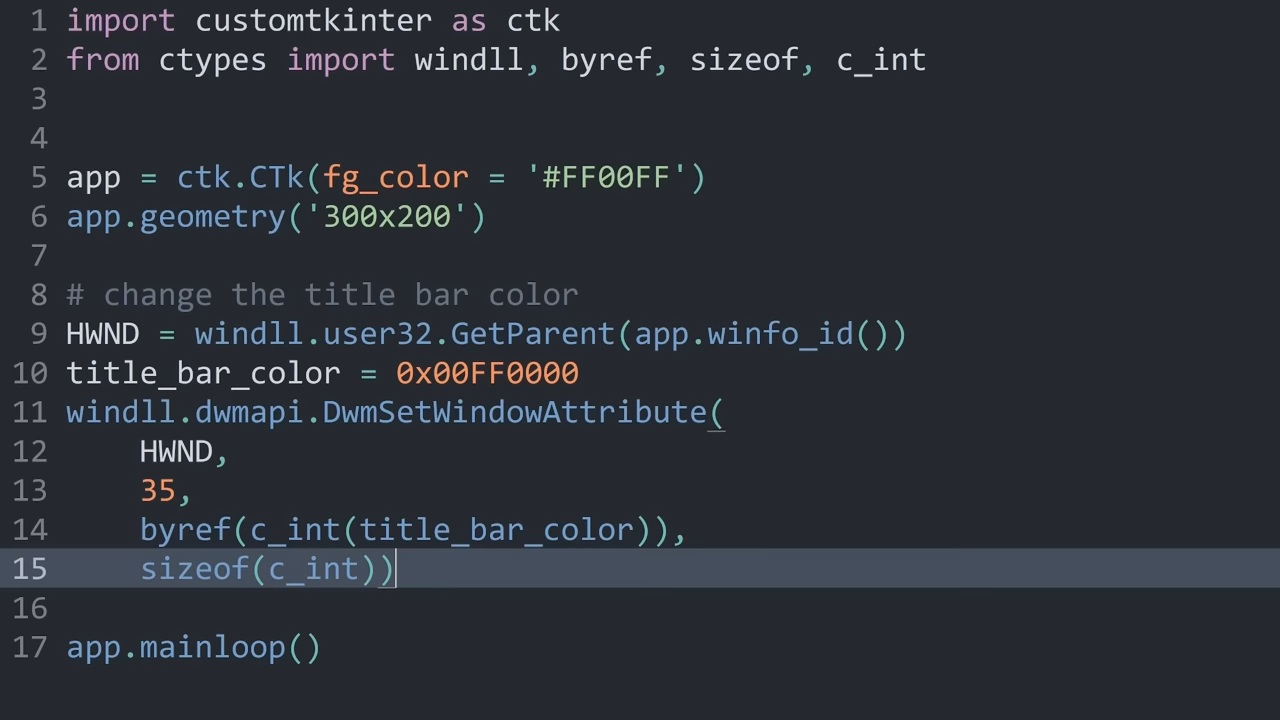 1 import customtkinter as ctk
2 from ctypes import windll, byref, sizeof, c_int
3
4
5 app = ctk.CTk(fg_color = '#FF00FF')
6 app.geometry('300x200')
7
8 # change the title bar color
9 HWND = windll.user32.GetParent(app.winfo_id())
10 title_bar_color = 0x00FF0000
11 windll.dwmapi.DwmSetWindowAttribute(
12     HWND,
13     35,
14     byref(c_int(title_bar_color)),
15     sizeof(c_int))
16
17 app.mainloop()